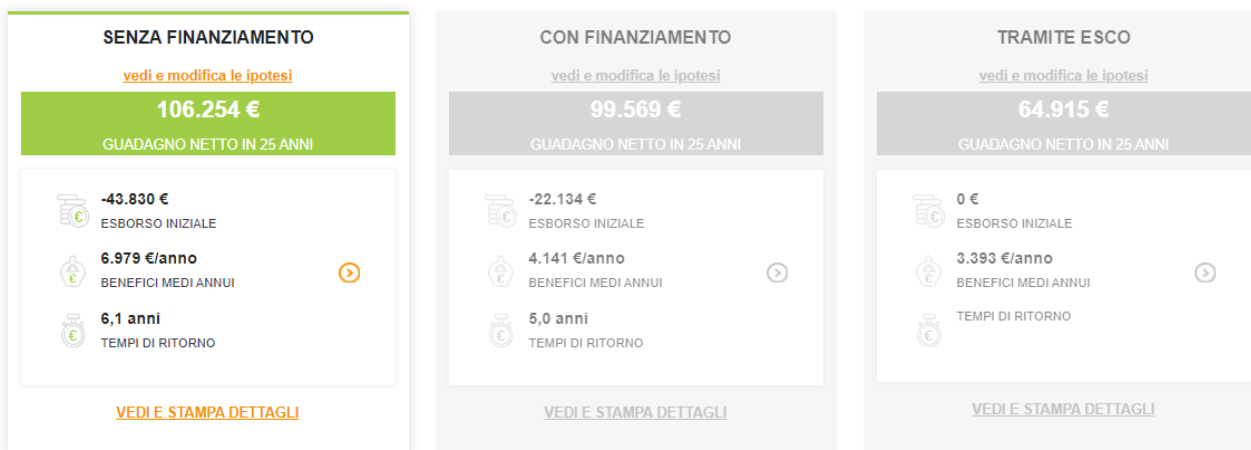 SENZA FINANZIAMENTO
vedi e modifica le ipotesi
106.254 €
GUADAGNO NETTO IN 25 ANNI
-43.830 €
ESBORSO INIZIALE
6.979 €/anno
BENEFICI MEDI ANNUI
6,1 anni
TEMPI DI RITORNO
VEDI E STAMPA DETTAGLI
CON FINANZIAMENTO
vedi e modifica le ipotesi
99.569 €
GUADAGNO NETTO IN 25 ANNI
-22.134 €
ESBORSO INIZIALE
4.141 €/anno
BENEFICI MEDI ANNUI
5,0 anni
TEMPI DI RITORNO
VEDI E STAMPA DETTAGLI
TRAMITE ESCO
vedi e modifica le ipotesi
64.915 €
GUADAGNO NETTO IN 25 ANNI
0 €
ESBORSO INIZIALE
3.393 €/anno
BENEFICI MEDI ANNUI
TEMPI DI RITORNO
VEDI E STAMPA DETTAGLI